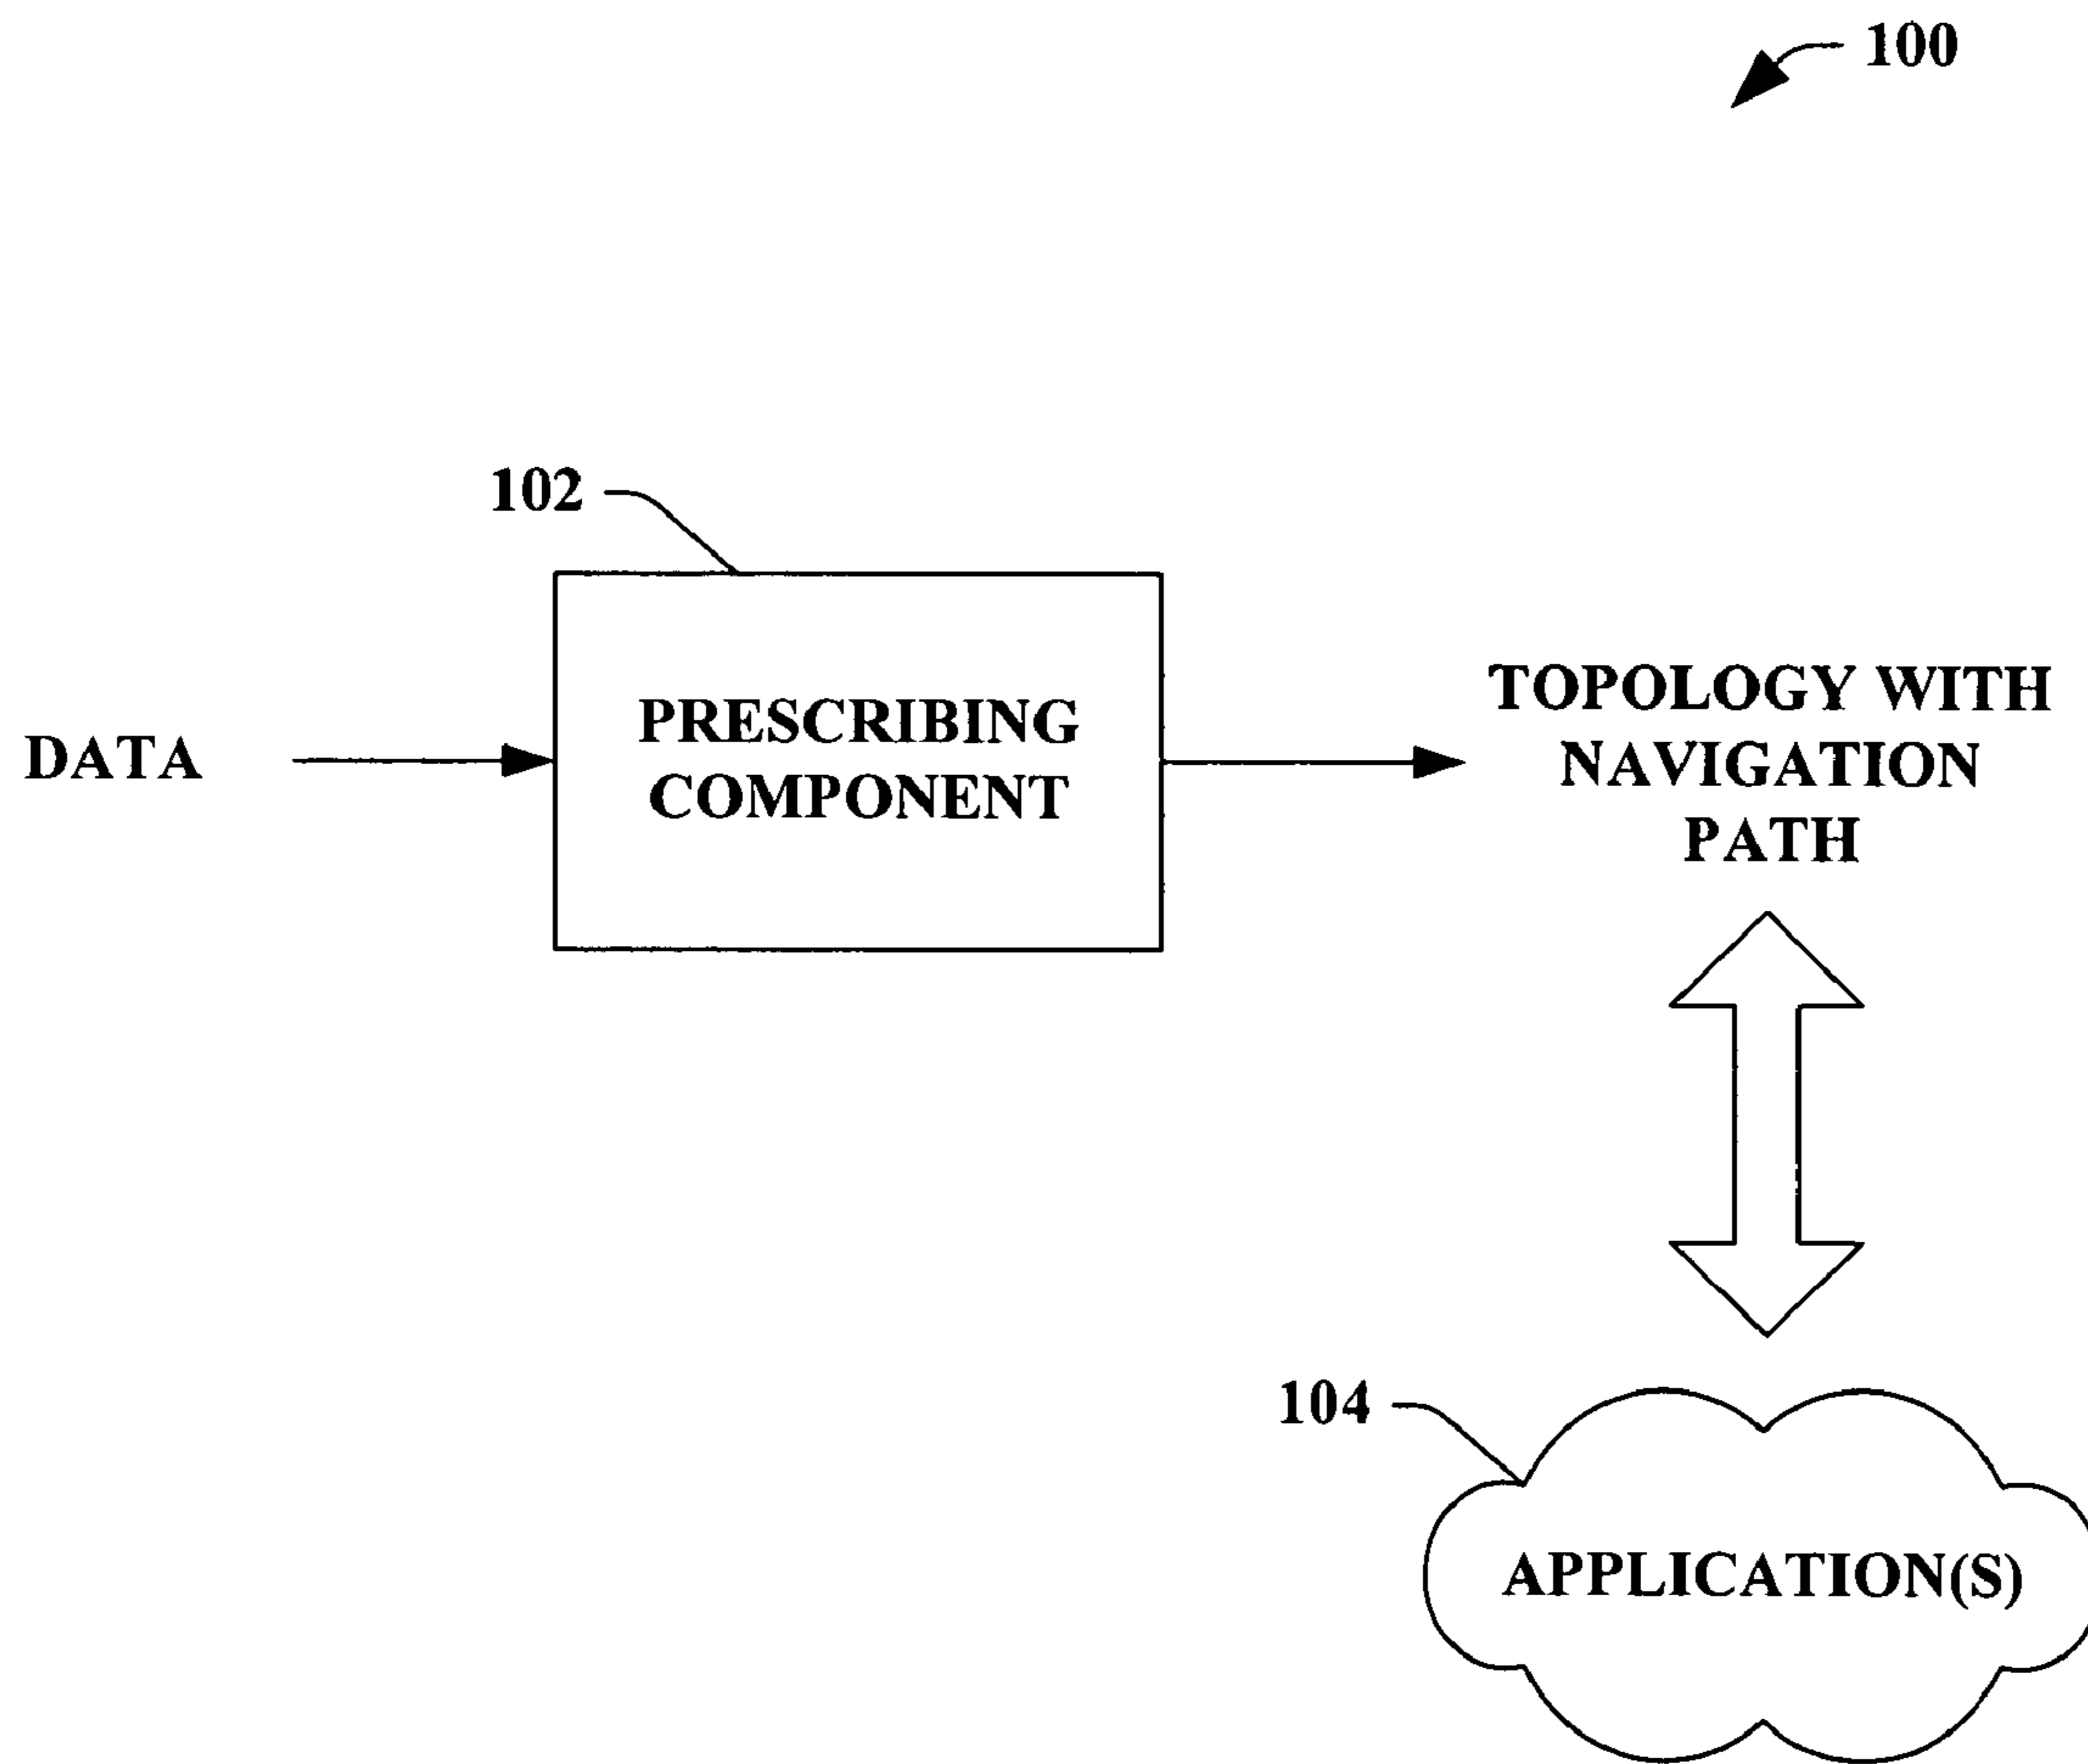 100
102
PRESCRIBING
COMPONENT
DATA
TOPOLOGY WITH
NAVIGATION
PATH
104
APPLICATION(S)